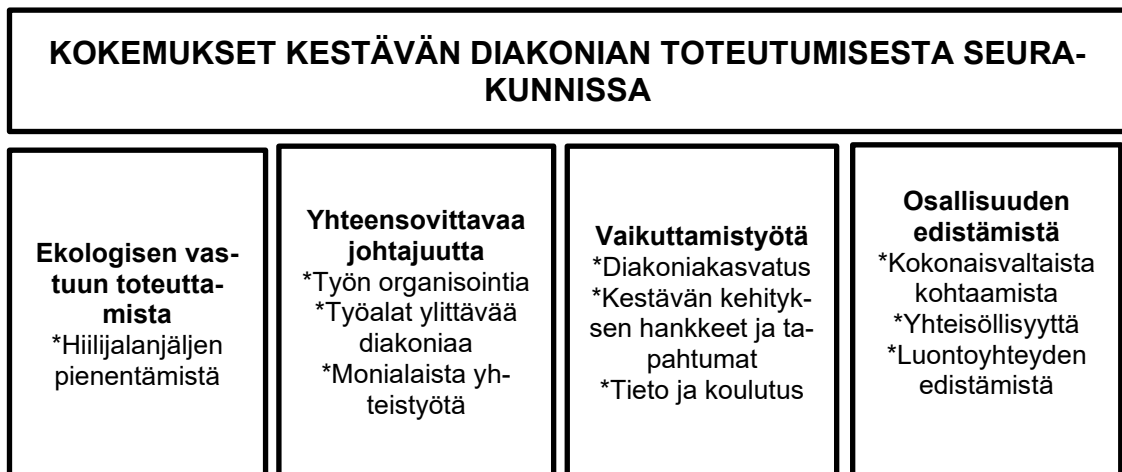 KOKEMUKSET KESTÄVÄN DIAKONIAN TOTEUTUMISESTA SEURA-
KUNNISSA
Ekologisen vas-
tuun toteutta-
mista
*Hiilijalanjäljen
pienentämistä
Yhteensovittavaa
johtajuutta
*Työn organisointia
*Työalat ylittävää
diakoniaa
*Monialaista yh-
teistyötä
Vaikuttamistyötä
*Diakoniakasvatus
*Kestävän kehityk-
sen hankkeet ja ta-
pahtumat
*Tieto ja koulutus
Osallisuuden
edistämistä
*Kokonaisvaltaista
kohtaamista
*Yhteisöllisyyttä
*Luontoyhteyden
edistämistä